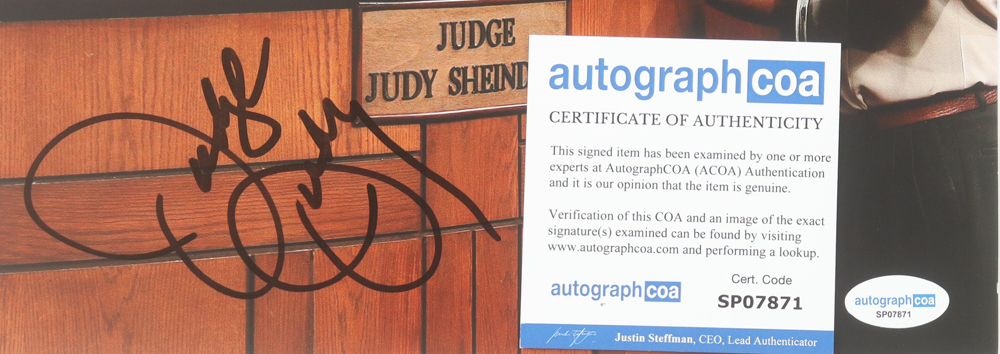 JUDGE
JUDY SHEIND
autographcoa
CERTIFICATE OF AUTHENTICITY
This signed item has been examined by one or more
experts at AutographCOA (ACOA) Authentication
and it is our opinion that the item is genuine.
Verification of this COA and an image of the exact
signature(s) examined can be found by visiting
www.autographcoa.com and performing a lookup.
autographcoa
Cert. Code
SP07871
Justin Steffman, CEO, Lead Authenticator
autographcoa
SP07871